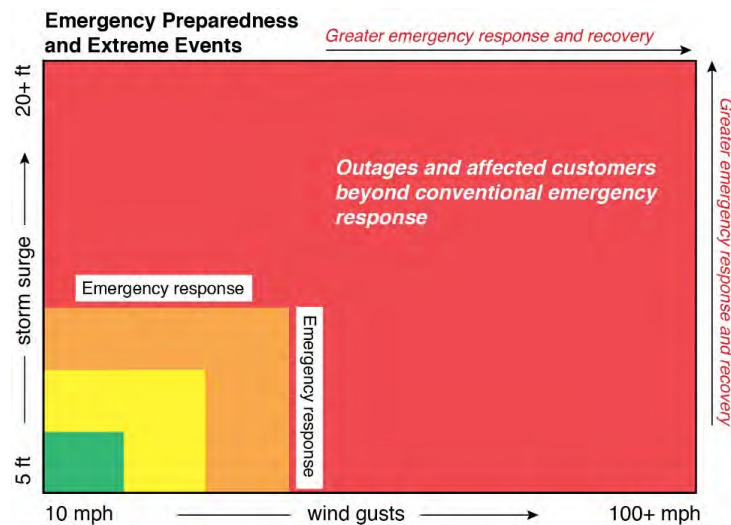 Emergency Preparedness
and Extreme Events
Greater emergency response and recovery
20+ ft
Outages and affected customers
beyond conventional emergency
response
Greater emergency response and recovery
storm surge
Emergency response
Emergency response
5 ft
10 mph
wind gusts
100+ mph